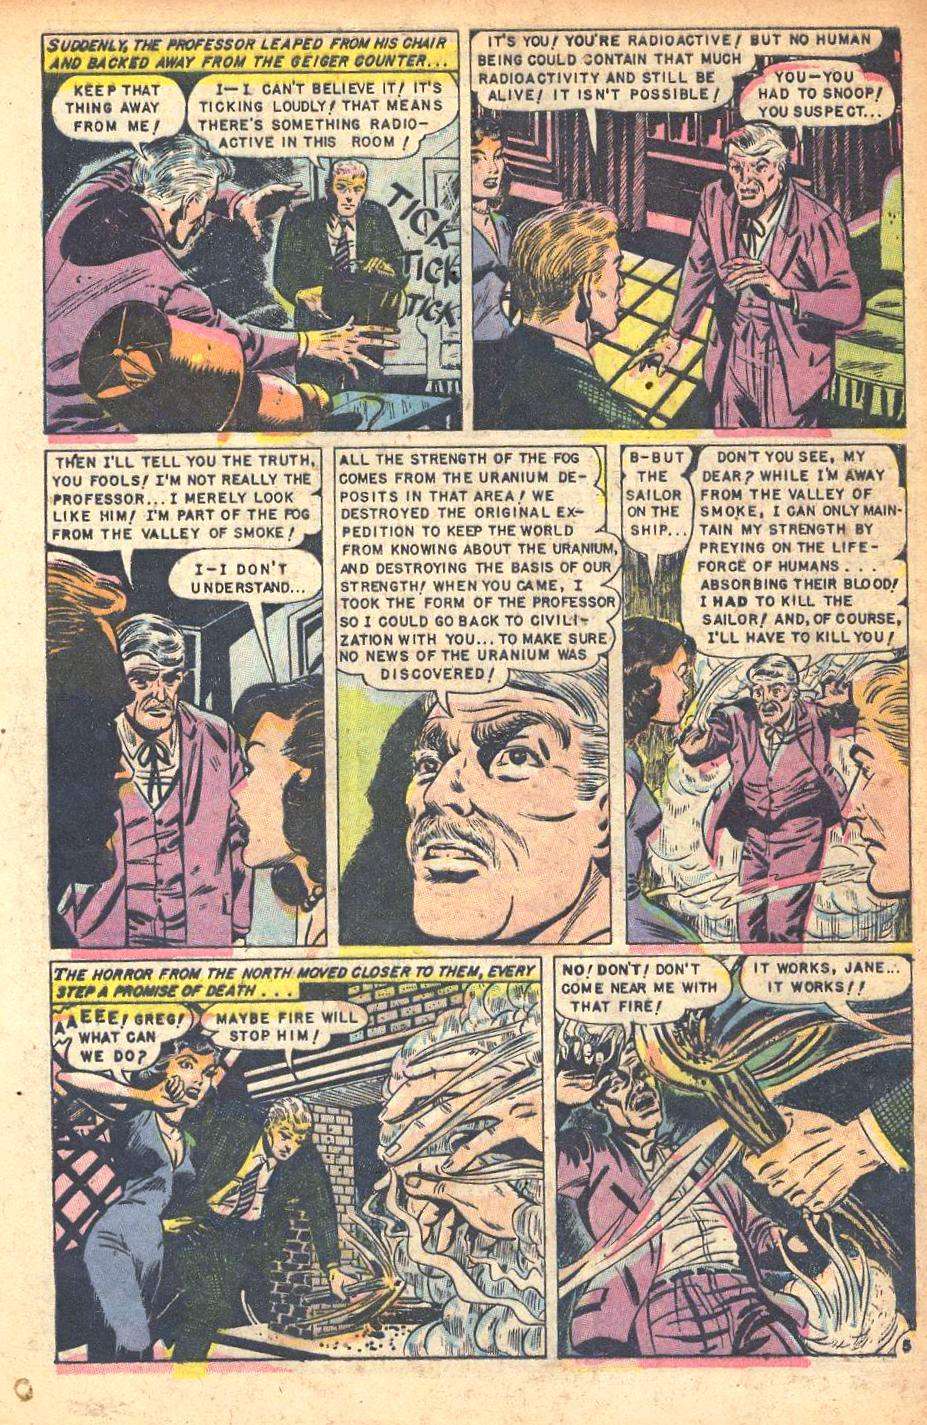 SUDDENLY, THE PROFESSOR LEAPED FROM HIS CHAIR
AND BACKED AWAY FROM THE GEIGER COUNTER...
KEEP THAT
THING AWAY
FROM ME!
I--I CAN'T BELIEVE IT! IT'S
TICKING LOUDLY! THAT MEANS
THERE'S SOMETHING RADIO-
ACTIVE IN THIS ROOM!
TICK
TICK
TICK
IT'S YOU! YOU'RE RADIOACTIVE! BUT NO HUMAN
BEING COULD CONTAIN THAT MUCH
RADIOACTIVITY AND STILL BE
ALIVE! IT ISN'T POSSIBLE!
YOU--YOU
HAD TO SNOOP!
YOU SUSPECT...
THEN I'LL TELL YOU THE TRUTH,
YOU FOOLS! I'M NOT REALLY THE
PROFESSOR... I MERELY LOOK
LIKE HIM! I'M PART OF THE FOG
FROM THE VALLEY OF SMOKE!
I--I DON'T
UNDERSTAND...
ALL THE STRENGTH OF THE FOG
COMES FROM THE URANIUM DE-
POSITS IN THAT AREA! WE
DESTROYED THE ORIGINAL EX-
PEDITION TO KEEP THE WORLD
FROM KNOWING ABOUT THE URANIUM,
AND DESTROYING THE BASIS OF OUR
STRENGTH! WHEN YOU CAME, I
TOOK THE FORM OF THE PROFESSOR
SO I COULD GO BACK TO CIVILI-
ZATION WITH YOU... TO MAKE SURE
NO NEWS OF THE URANIUM WAS
DISCOVERED!
B--BUT
THE
SAILOR
ON THE
SHIP...
DON'T YOU SEE, MY
DEAR? WHILE I'M AWAY
FROM THE VALLEY OF
SMOKE, I CAN ONLY MAIN-
TAIN MY STRENGTH BY
PREYING ON THE LIFE-
FORCE OF HUMANS...
ABSORBING THEIR BLOOD!
I HAD TO KILL THE
SAILOR! AND, OF COURSE,
I'LL HAVE TO KILL YOU!
THE HORROR FROM THE NORTH MOVED CLOSER TO THEM, EVERY
STEP A PROMISE OF DEATH...
AAEEE! GREG!
WHAT CAN
WE DO?
MAYBE FIRE WILL
STOP HIM!
NO! DON'T! DON'T
COME NEAR ME WITH
THAT FIRE!
IT WORKS, JANE...
IT WORKS!!
5